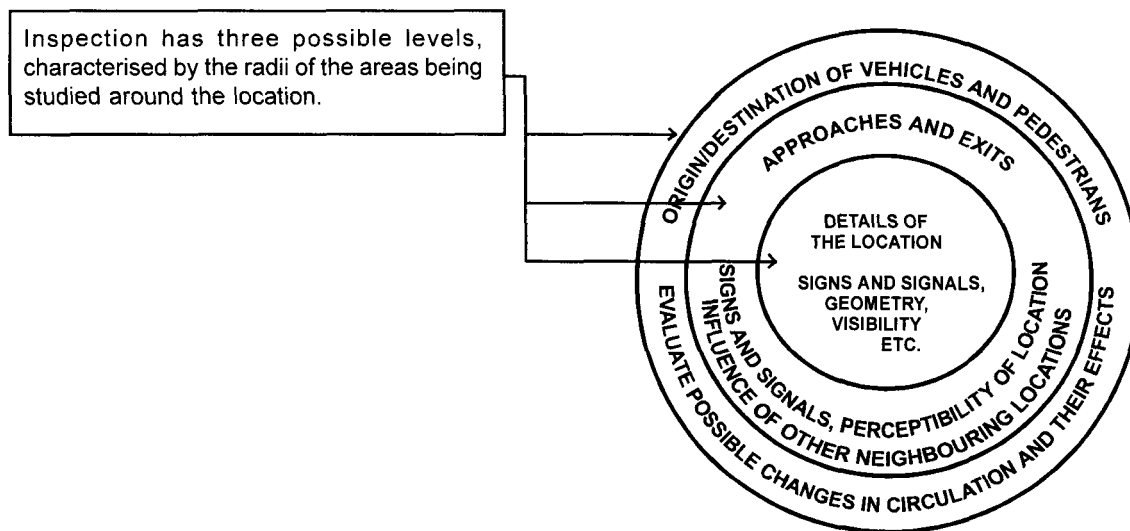 Inspection has three possible levels,
characterised by the radii of the areas being
studied around the location.
ORIGIN/DESTINATION OF VEHICLES AND PEDESTRIANS
APPROACHES AND EXITS
DETAILS OF
THE LOCATION
SIGNS AND SIGNALS,
GEOMETRY,
VISIBILITY
ETC.
SIGNS AND SIGNALS, PERCEPTIBILITY OF LOCATION
INFLUENCE OF OTHER NEIGHBOURING LOCATIONS
EVALUATE POSSIBLE CHANGES IN CIRCULATION AND THEIR EFFECTS